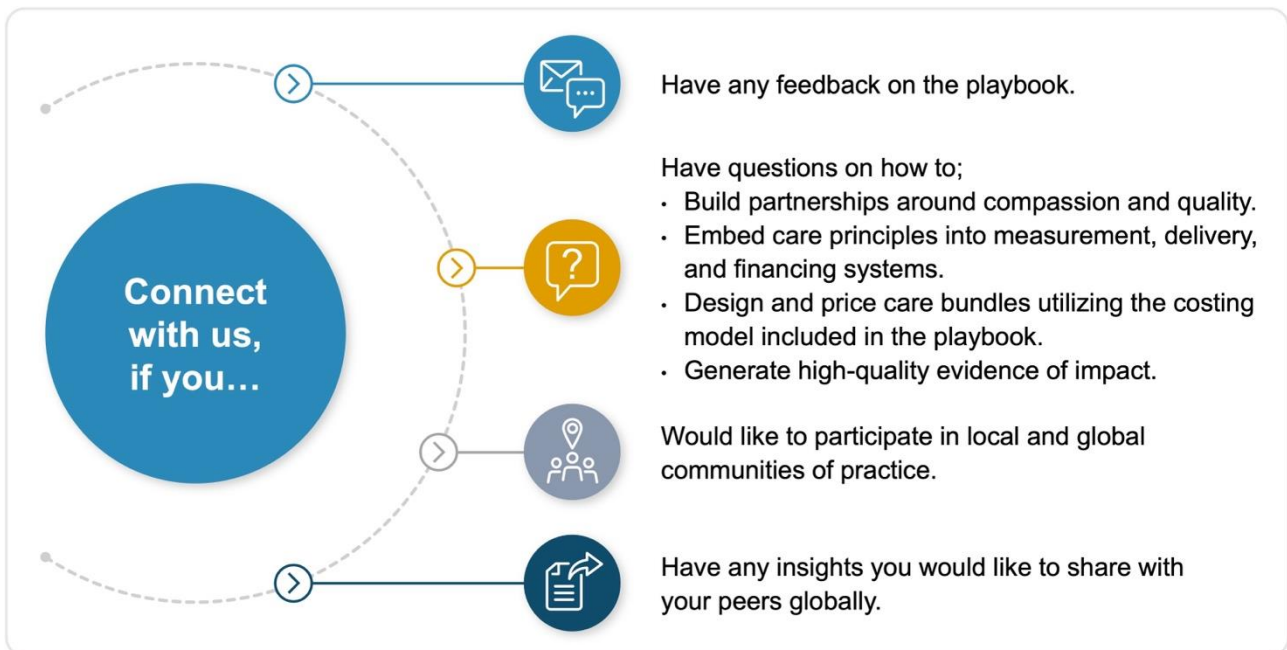 Connect
with us,
if you…
Have any feedback on the playbook.
Have questions on how to;
• Build partnerships around compassion and quality.
• Embed care principles into measurement, delivery,
and financing systems.
?
• Design and price care bundles utilizing the costing
model included in the playbook.
• Generate high-quality evidence of impact.
Would like to participate in local and global
communities of practice.
Have any insights you would like to share with
your peers globally.